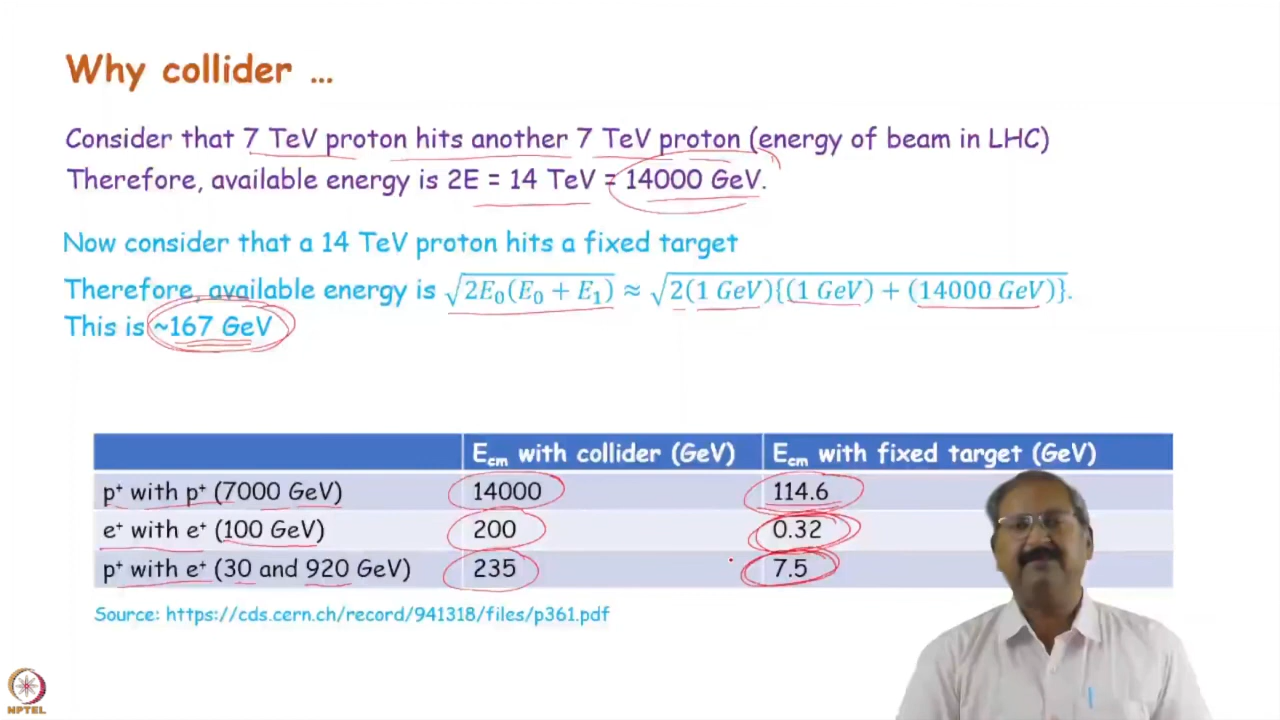 Why collider ...
Consider that 7 TeV proton hits another 7 TeV proton (energy of beam in LHC)
Therefore, available energy is 2E = 14 TeV = 14000 GeV.
Now consider that a 14 TeV proton hits a fixed target
Therefore, available energy is √2E₀(E₀ + E₁) ≈ √2(1 GeV){(1 GeV) + (14000 GeV)}.
This is ~167 GeV
E_cm with collider (GeV) E_cm with fixed target (GeV)
p⁺ with p⁺ (7000 GeV) 14000 114.6
e⁺ with e⁺ (100 GeV) 200 0.32
p⁺ with e⁺ (30 and 920 GeV) 235 7.5
Source: https://cds.cern.ch/record/941318/files/p361.pdf
NPTEL